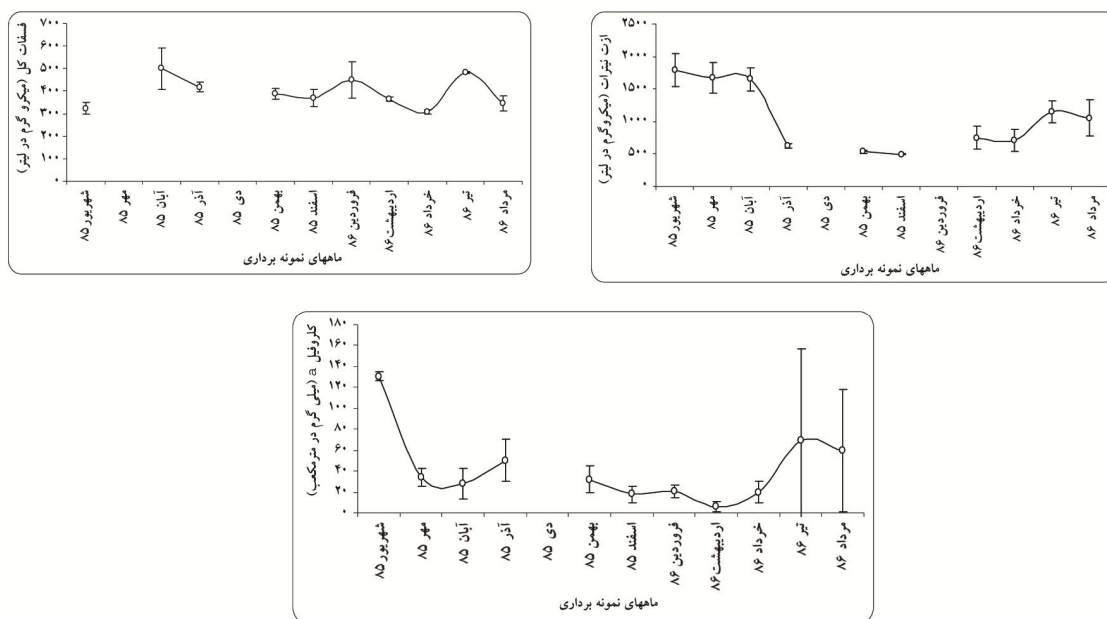 فسفات کل (میکرو گرم در لیتر)
۸۰۰
۷۰۰
۶۰۰
۵۰۰
۴۰۰
۳۰۰
۲۰۰
۱۰۰
۰
شهریور ۸۵
مهر ۸۵
آبان ۸۵
آذر ۸۵
دی ۸۵
بهمن ۸۵
اسفند ۸۵
فروردین ۸۶
اردیبهشت ۸۶
خرداد ۸۶
تیر ۸۶
مرداد ۸۶
ماههای نمونه برداری
ازت نیترات (میکروگرم در لیتر)
۲۵۰۰
۲۰۰۰
۱۵۰۰
۱۰۰۰
۵۰۰
۰
شهریور ۸۵
مهر ۸۵
آبان ۸۵
آذر ۸۵
دی ۸۵
بهمن ۸۵
اسفند ۸۵
فروردین ۸۶
اردیبهشت ۸۶
خرداد ۸۶
تیر ۸۶
مرداد ۸۶
ماههای نمونه برداری
کلروفیل a (میلی گرم در مترمکعب)
۱۸۰
۱۶۰
۱۴۰
۱۲۰
۱۰۰
۸۰
۶۰
۴۰
۲۰
۰
شهریور ۸۵
مهر ۸۵
آبان ۸۵
آذر ۸۵
دی ۸۵
بهمن ۸۵
اسفند ۸۵
فروردین ۸۶
اردیبهشت ۸۶
خرداد ۸۶
تیر ۸۶
مرداد ۸۶
ماههای نمونه برداری